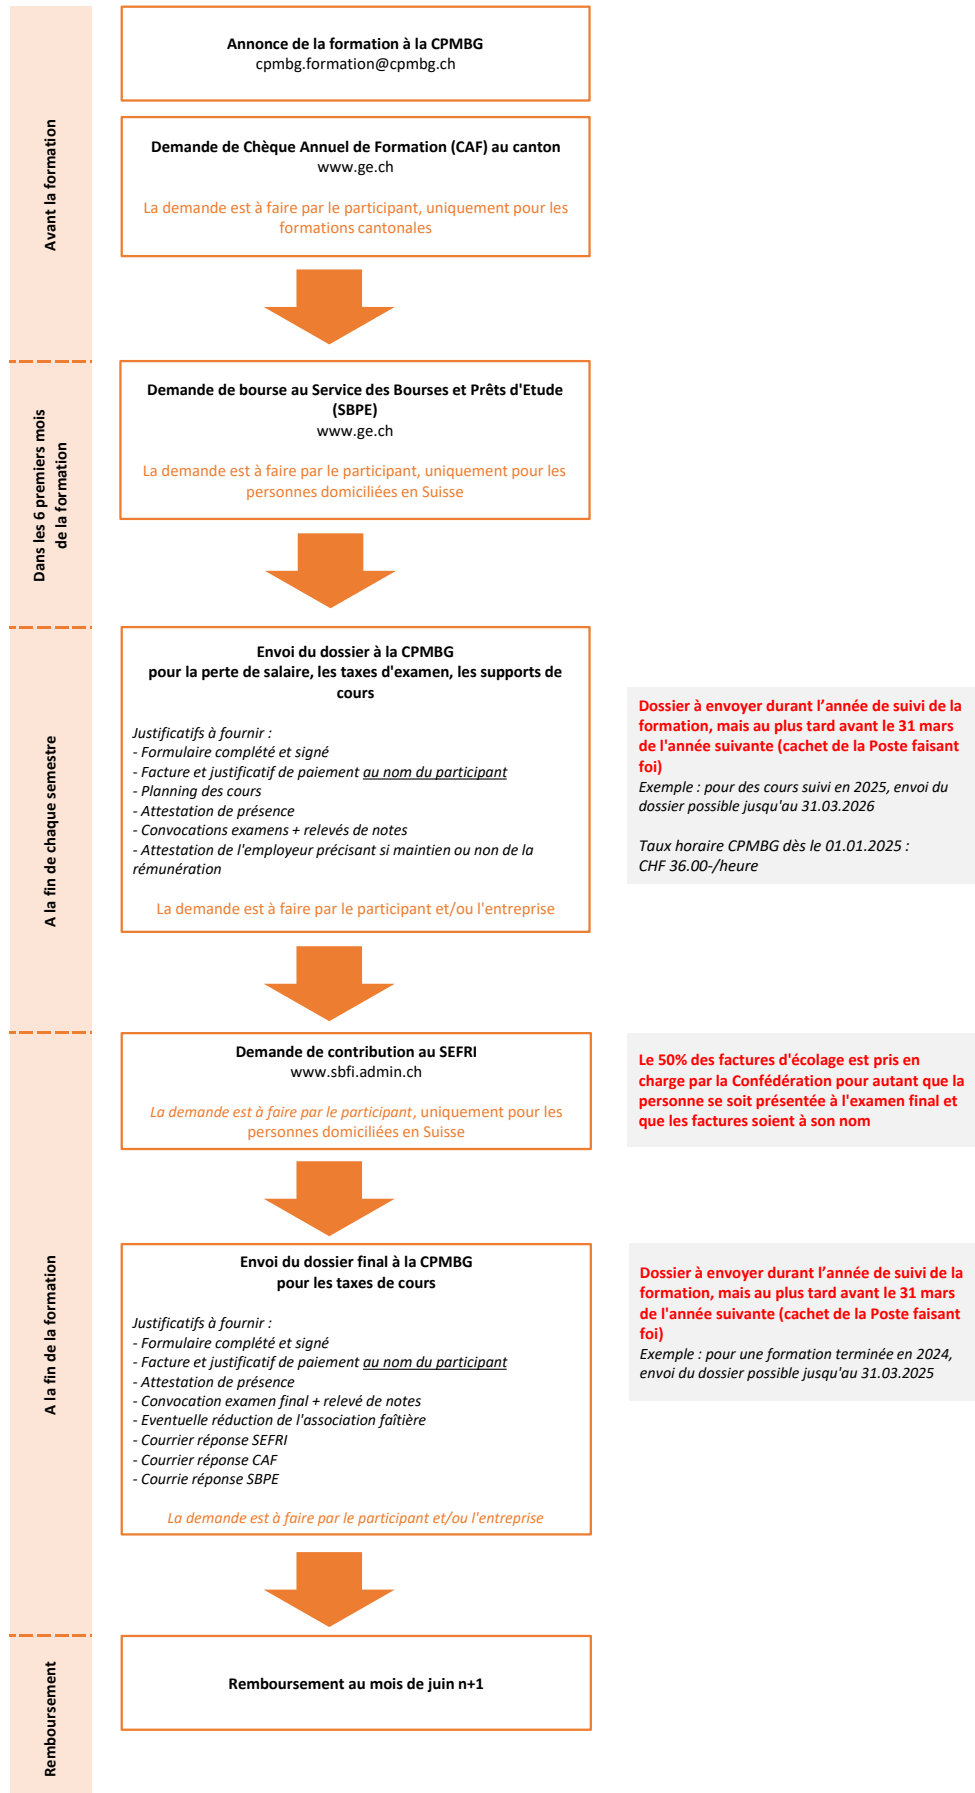 Avant la formation
Annonce de la formation à la CPMBG
cpmbg.formation@cpmbg.ch
Demande de Chèque Annuel de Formation (CAF) au canton
www.ge.ch
La demande est à faire par le participant, uniquement pour les
formations cantonales
Dans les 6 premiers mois
de la formation
Demande de bourse au Service des Bourses et Prêts d'Etude
(SBPE)
www.ge.ch
La demande est à faire par le participant, uniquement pour les
personnes domiciliées en Suisse
A la fin de chaque semestre
Envoi du dossier à la CPMBG
pour la perte de salaire, les taxes d'examen, les supports de
cours
Justificatifs à fournir :
- Formulaire complété et signé
- Facture et justificatif de paiement au nom du participant
- Planning des cours
- Attestation de présence
- Convocations examens + relevés de notes
- Attestation de l'employeur précisant si maintien ou non de la
rémunération
La demande est à faire par le participant et/ou l'entreprise
Dossier à envoyer durant l’année de suivi de la
formation, mais au plus tard avant le 31 mars
de l'année suivante (cachet de la Poste faisant
foi)
Exemple : pour des cours suivi en 2025, envoi du
dossier possible jusqu'au 31.03.2026
Taux horaire CPMBG dès le 01.01.2025 :
CHF 36.00-/heure
A la fin de la formation
Demande de contribution au SEFRI
www.sbfi.admin.ch
La demande est à faire par le participant, uniquement pour les
personnes domiciliées en Suisse
Le 50% des factures d'écolage est pris en
charge par la Confédération pour autant que la
personne se soit présentée à l'examen final et
que les factures soient à son nom
Envoi du dossier final à la CPMBG
pour les taxes de cours
Justificatifs à fournir :
- Formulaire complété et signé
- Facture et justificatif de paiement au nom du participant
- Attestation de présence
- Convocation examen final + relevé de notes
- Eventuelle réduction de l'association faîtière
- Courrier réponse SEFRI
- Courrier réponse CAF
- Courrie réponse SBPE
La demande est à faire par le participant et/ou l'entreprise
Dossier à envoyer durant l’année de suivi de la
formation, mais au plus tard avant le 31 mars
de l'année suivante (cachet de la Poste faisant
foi)
Exemple : pour une formation terminée en 2024,
envoi du dossier possible jusqu'au 31.03.2025
Remboursement
Remboursement au mois de juin n+1